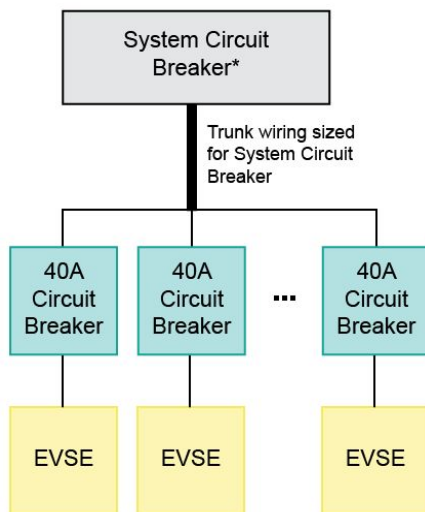 System Circuit
Breaker*
Trunk wiring sized
for System Circuit
Breaker
40A
Circuit
Breaker
40A
Circuit
Breaker
...
40A
Circuit
Breaker
EVSE
EVSE
EVSE